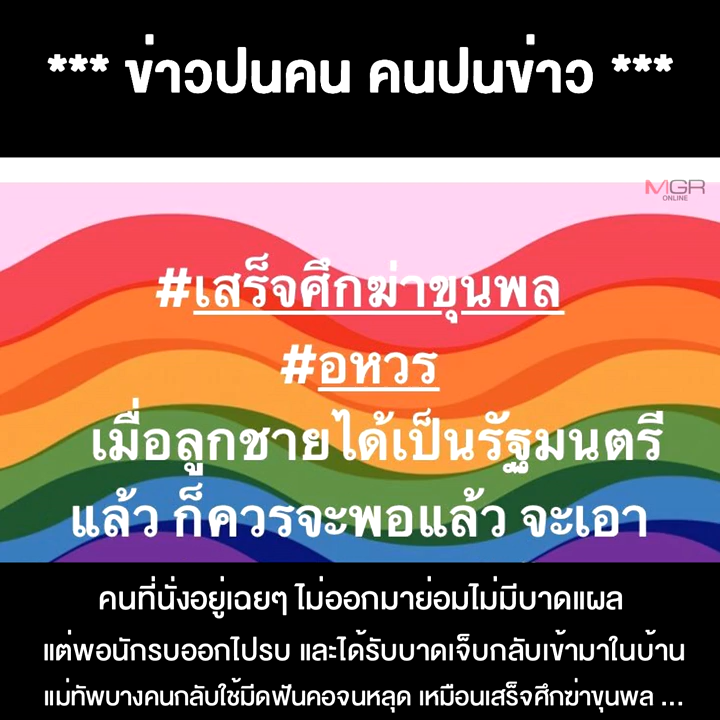 *** ข่าวปนคน คนปนข่าว ***
MGR
ONLINE
#เสร็จศึกฆ่าขุนพล
#อหวร
เมื่อลูกชายได้เป็นรัฐมนตรี
แล้ว ก็ควรจะพอแล้ว จะเอา
คนที่นั่งอยู่เฉยๆ ไม่ออกมาย่อมไม่มีบาดแผล
แต่พอนักรบออกไปรบ และได้รับบาดเจ็บกลับเข้ามาในบ้าน
แม่ทัพบางคนกลับใช้มีดฟันคอจนหลุด เหมือนเสร็จศึกฆ่าขุนพล ...